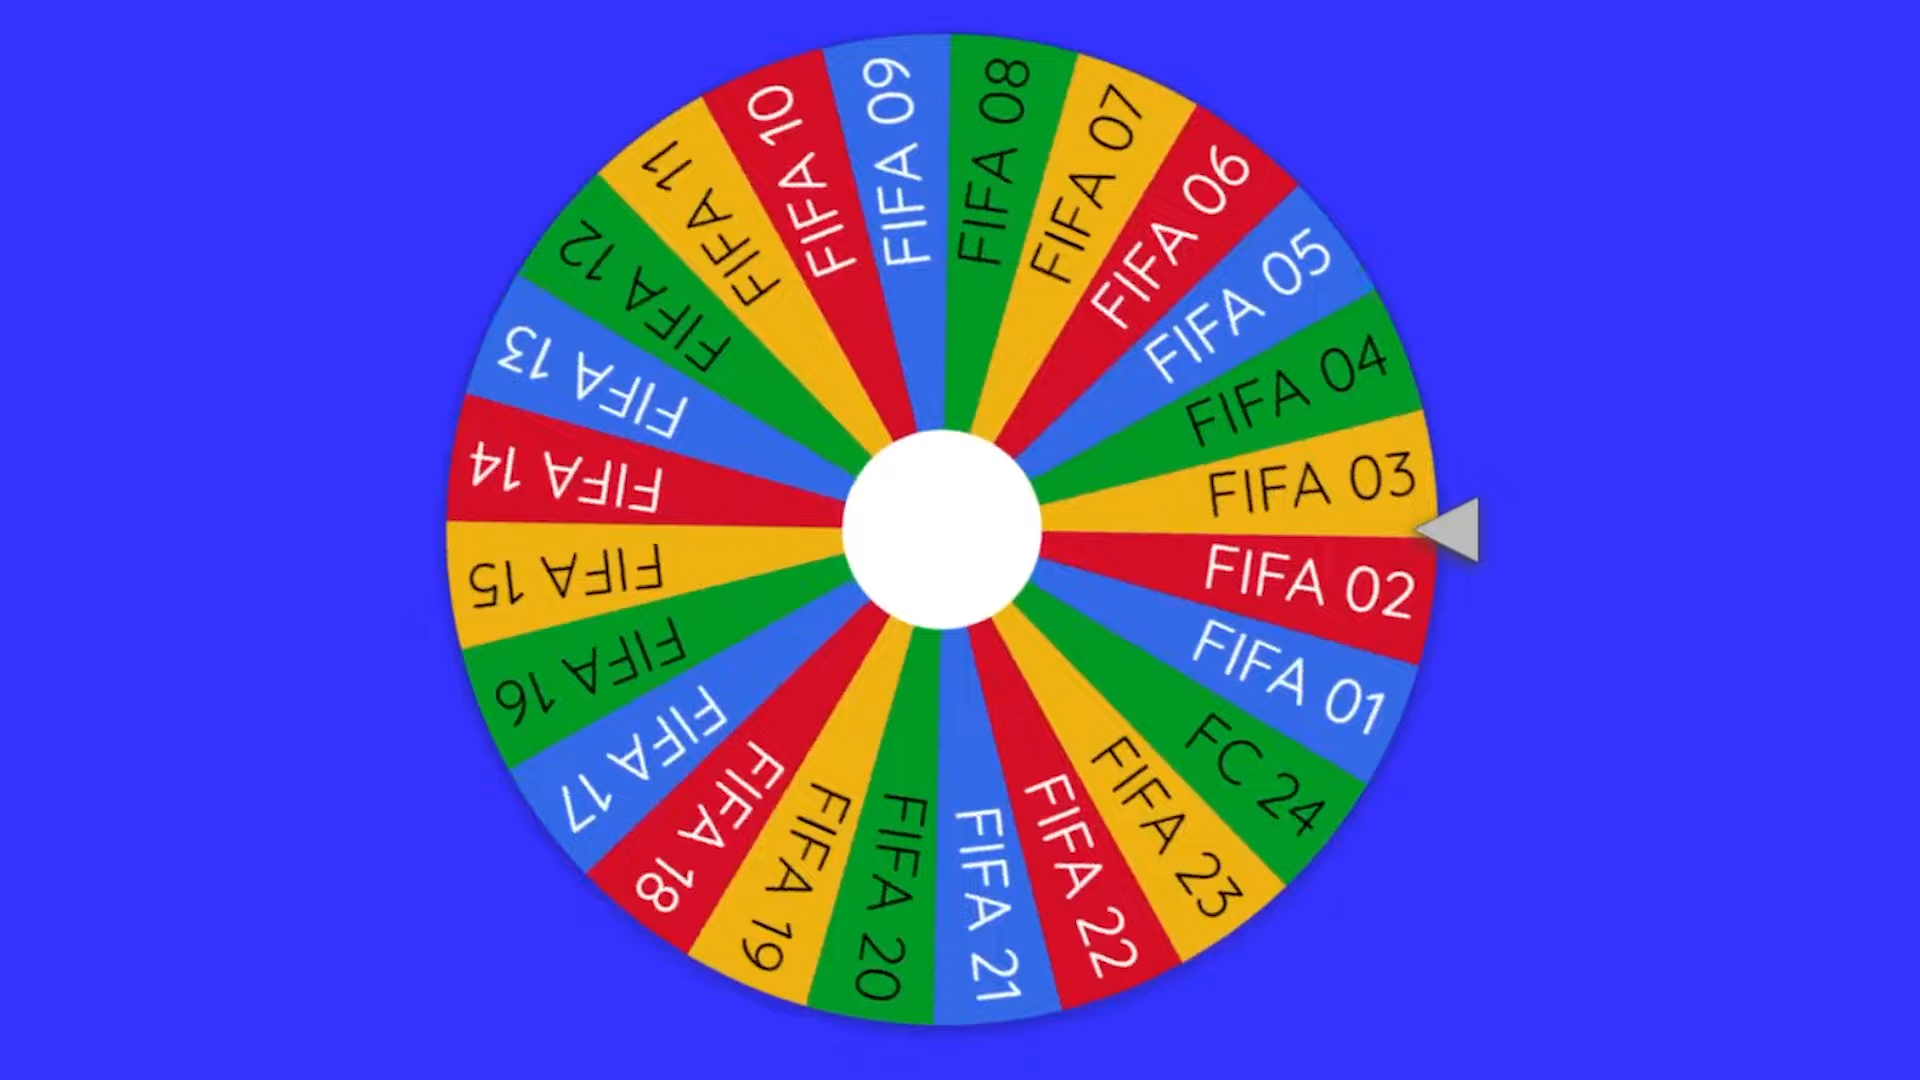 FIFA 01
FIFA 02
FIFA 03
FIFA 04
FIFA 05
FIFA 06
FIFA 07
FIFA 08
FIFA 09
FIFA 10
FIFA 11
FIFA 12
FIFA 13
FIFA 14
FIFA 15
FIFA 16
FIFA 17
FIFA 18
FIFA 19
FIFA 20
FIFA 21
FIFA 22
FIFA 23
FC 24